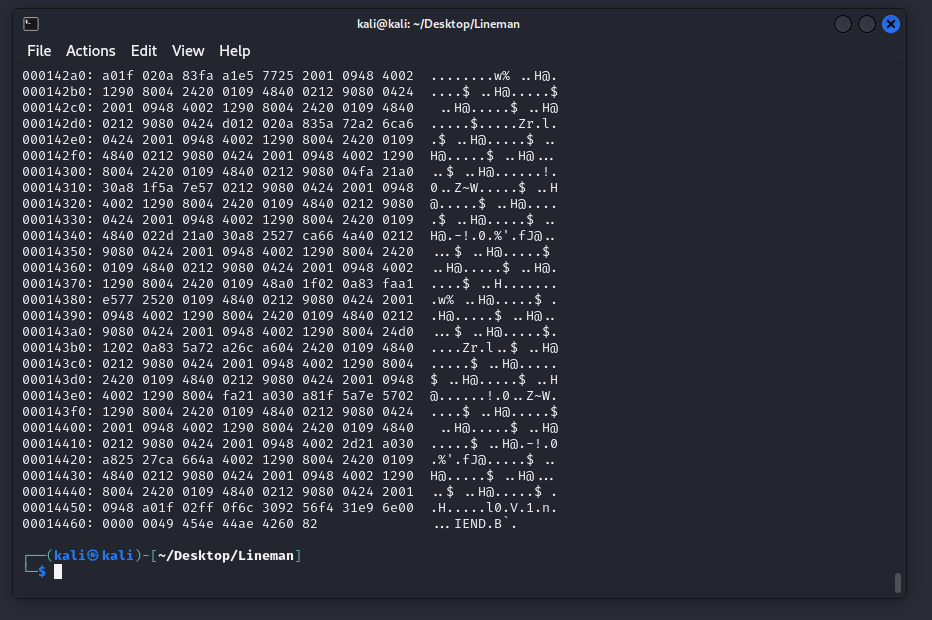 kali@kali: ~/Desktop/Lineman
File Actions Edit View Help
000142a0: a01f 020a 83fa a1e5 7725 2001 0948 4002 ........w% ..H@.
000142b0: 1290 8004 2420 0109 4840 0212 9080 0424 ....$ ..H@.....$
000142c0: 2001 0948 4002 1290 8004 2420 0109 4840  ..H@.....$ ..H@
000142d0: 0212 9080 0424 d012 020a 835a 72a2 6ca6 .....$.....Zr.l.
000142e0: 0424 2001 0948 4002 1290 8004 2420 0109 .$ ..H@.....$ ..
000142f0: 4840 0212 9080 0424 2001 0948 4002 1290 H@.....$ ..H@...
00014300: 8004 2420 0109 4840 0212 9080 04fa 21a0 ..$ ..H@......!.
00014310: 30a8 1f5a 7e57 0212 9080 0424 2001 0948 0..Z~W.....$ ..H
00014320: 4002 1290 8004 2420 0109 4840 0212 9080 @.....$ ..H@....
00014330: 0424 2001 0948 4002 1290 8004 2420 0109 .$ ..H@.....$ ..
00014340: 4840 022d 21a0 30a8 2527 ca66 4a40 0212 H@.-!.0.%'.fJ@..
00014350: 9080 0424 2001 0948 4002 1290 8004 2420 ...$ ..H@.....$
00014360: 0109 4840 0212 9080 0424 2001 0948 4002 ..H@.....$ ..H@.
00014370: 1290 8004 2420 0109 48a0 1f02 0a83 faa1 ....$ ..H.......
00014380: e577 2520 0109 4840 0212 9080 0424 2001 .w% ..H@.....$ .
00014390: 0948 4002 1290 8004 2420 0109 4840 0212 .H@.....$ ..H@..
000143a0: 9080 0424 2001 0948 4002 1290 8004 24d0 ...$ ..H@.....$.
000143b0: 1202 0a83 5a72 a26c a604 2420 0109 4840 ....Zr.l..$ ..H@
000143c0: 0212 9080 0424 2001 0948 4002 1290 8004 .....$ ..H@.....
000143d0: 2420 0109 4840 0212 9080 0424 2001 0948 $ ..H@.....$ ..H
000143e0: 4002 1290 8004 fa21 a030 a81f 5a7e 5702 @......!.0..Z~W.
000143f0: 1290 8004 2420 0109 4840 0212 9080 0424 ....$ ..H@.....$
00014400: 2001 0948 4002 1290 8004 2420 0109 4840  ..H@.....$ ..H@
00014410: 0212 9080 0424 2001 0948 4002 2d21 a030 .....$ ..H@.-!.0
00014420: a825 27ca 664a 4002 1290 8004 2420 0109 .%'.fJ@.....$ ..
00014430: 4840 0212 9080 0424 2001 0948 4002 1290 H@.....$ ..H@...
00014440: 8004 2420 0109 4840 0212 9080 0424 2001 ..$ ..H@.....$ .
00014450: 0948 a01f 02ff 0f6c 3092 56f4 31e9 6e00 .H.....l0.V.1.n.
00014460: 0000 0049 454e 44ae 4260 82 ...IEND.B`.
┌──(kali㉿kali)-[~/Desktop/Lineman]
└─$